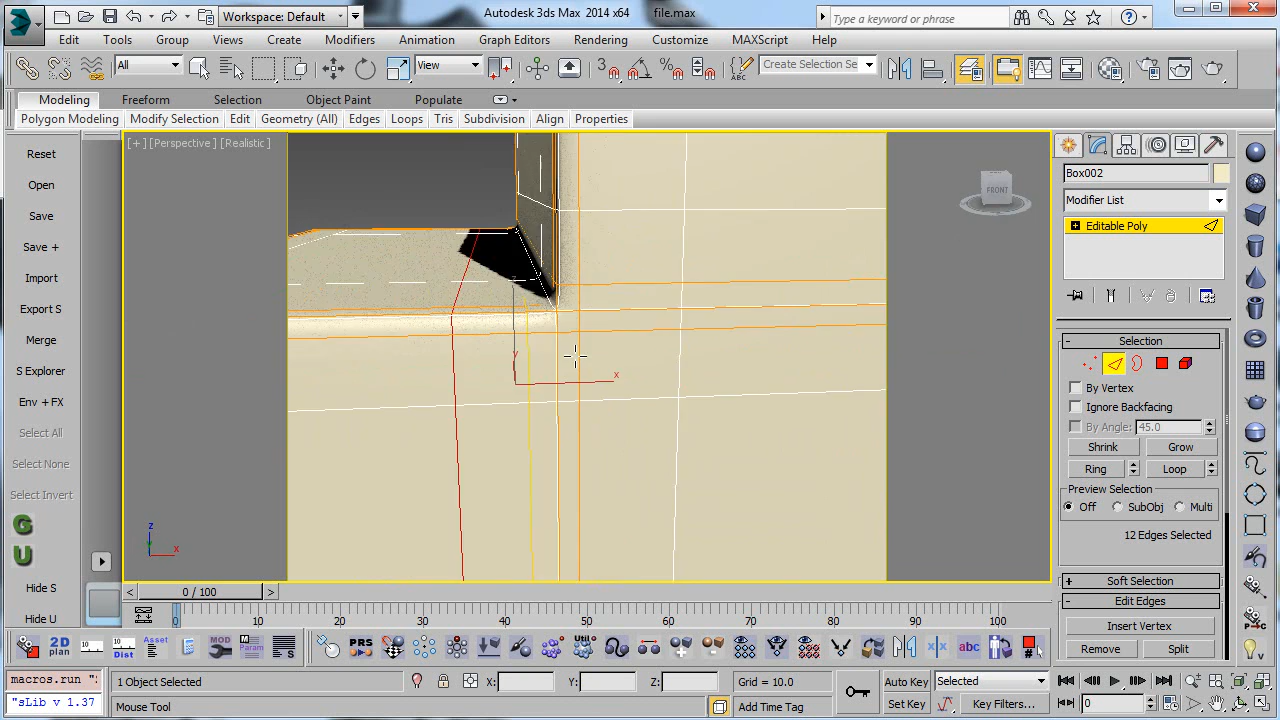 Workspace: Default
Autodesk 3ds Max 2014 x64 file.max
Type a keyword or phrase
Edit Tools Group Views Create Modifiers Animation Graph Editors Rendering Customize MAXScript Help
All
View
3
Create Selection Se
Modeling Freeform Selection Object Paint Populate
Polygon Modeling Modify Selection Edit Geometry (All) Edges Loops Tris Subdivision Align Properties
[ + ] [Perspective ] [Realistic ]
FRONT
x
y
z
x
Reset
Open
Save
Save +
Import
Export S
Merge
S Explorer
Env + FX
Select All
Select None
Select Invert
G
U
Hide S
Hide U
Box002
Modifier List
Editable Poly
Selection
By Vertex
Ignore Backfacing
By Angle: 45.0
Shrink Grow
Ring Loop
Preview Selection
Off SubObj Multi
12 Edges Selected
Soft Selection
Edit Edges
Insert Vertex
Remove Split
0 / 100
0 10 20 30 40 50 60 70 80 90 100
2D plan
10
10 Dist
Asset
MOD
Param
S
PRS
Util
abc
macros.run "
"sLib v 1.37
1 Object Selected
X: Y: Z:
Grid = 10.0
Auto Key
Selected
Mouse Tool
Add Time Tag
Set Key
Key Filters...
0